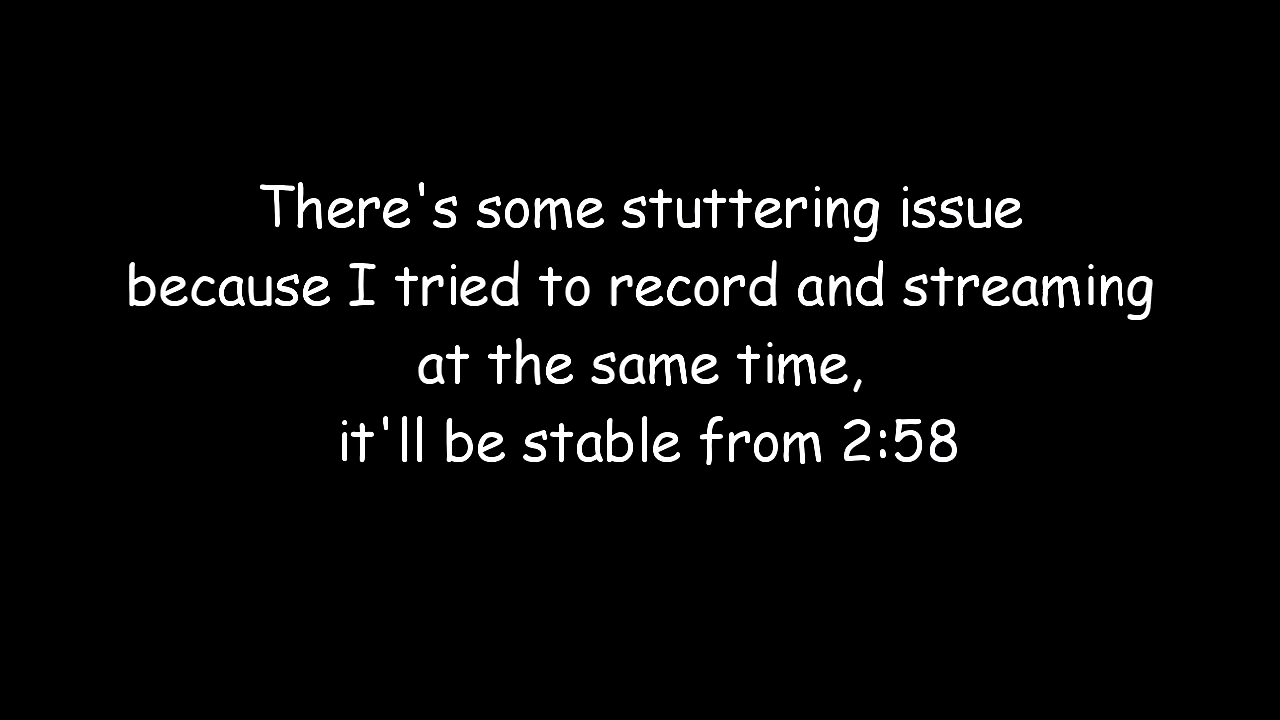 There's some stuttering issue
because I tried to record and streaming
at the same time,
it'll be stable from 2:58